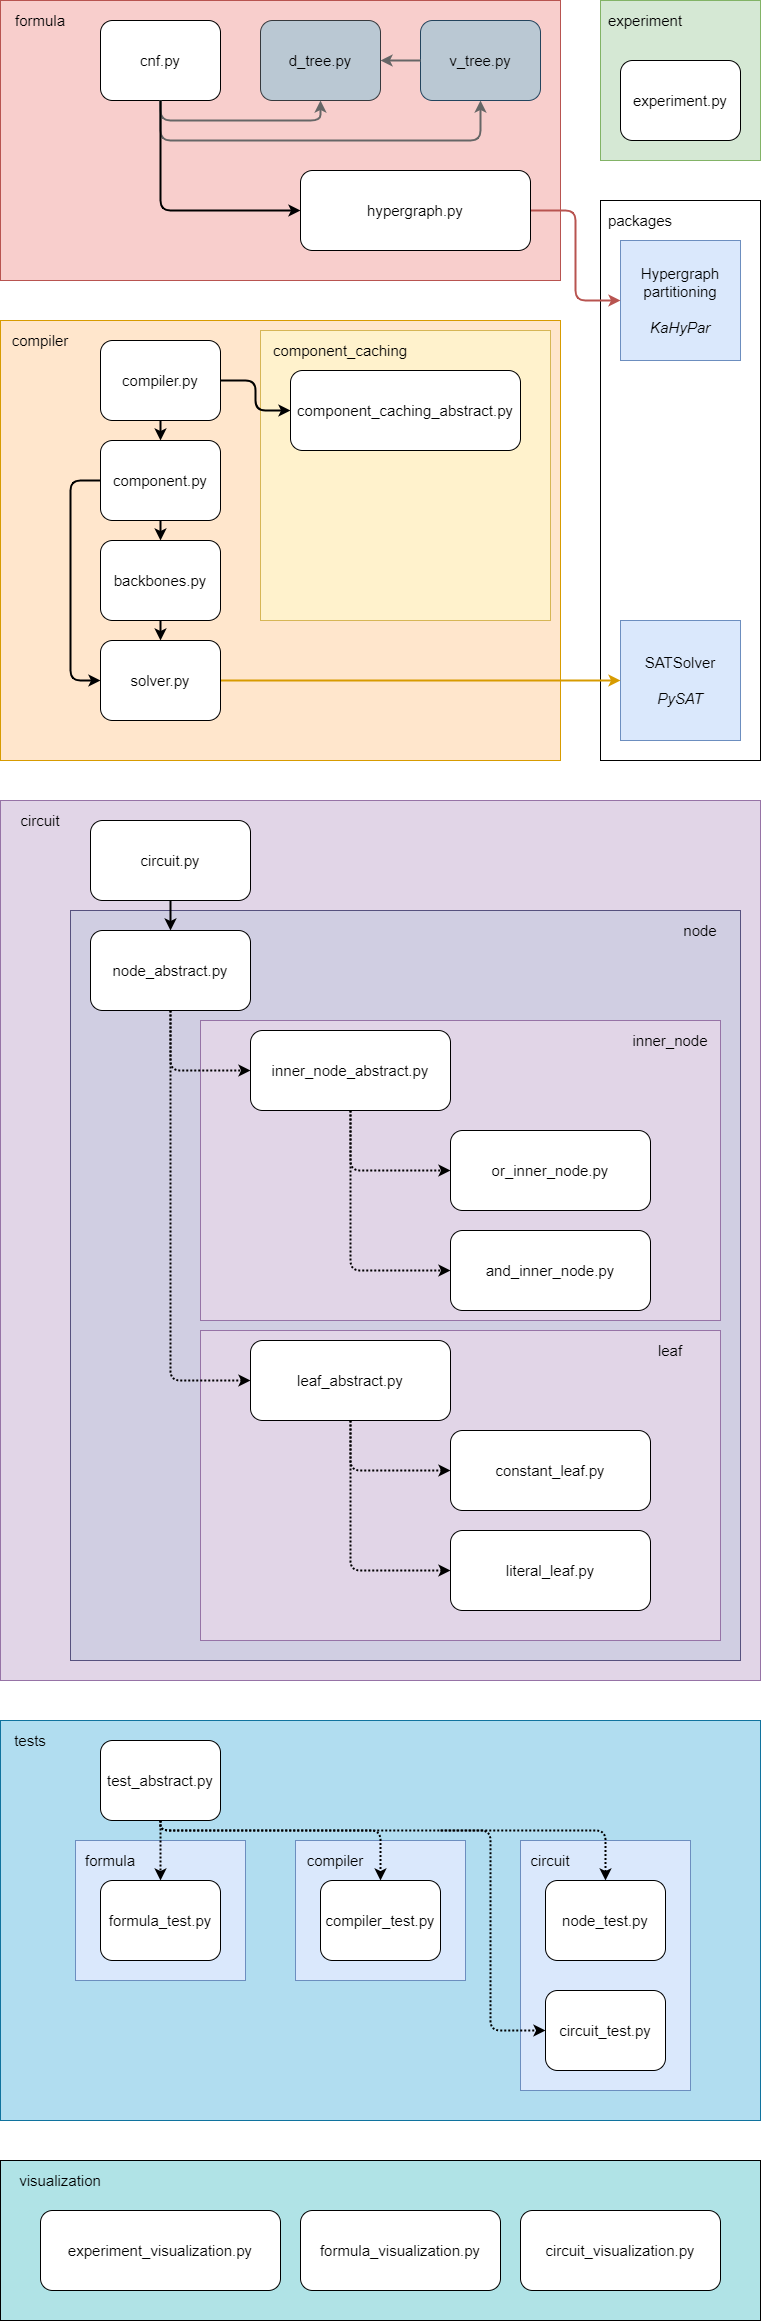 formula
cnf.py
d_tree.py
v_tree.py
hypergraph.py
experiment
experiment.py
packages
Hypergraph
partitioning
KaHyPar
SATSolver
PySAT
compiler
compiler.py
component.py
backbones.py
solver.py
component_caching
component_caching_abstract.py
circuit
circuit.py
node
node_abstract.py
inner_node
inner_node_abstract.py
or_inner_node.py
and_inner_node.py
leaf
leaf_abstract.py
constant_leaf.py
literal_leaf.py
tests
test_abstract.py
formula
formula_test.py
compiler
compiler_test.py
circuit
node_test.py
circuit_test.py
visualization
experiment_visualization.py
formula_visualization.py
circuit_visualization.py